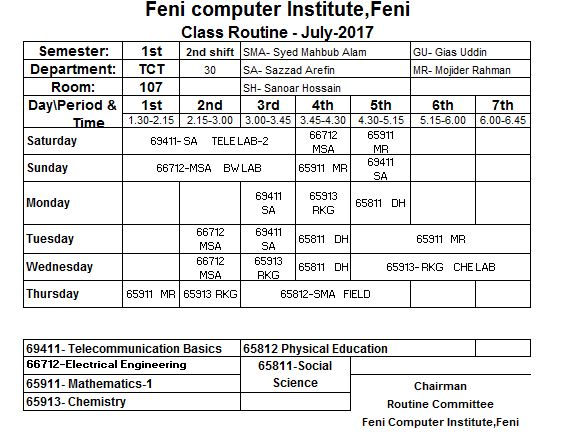 Feni computer Institute,Feni
Class Routine - July-2017
Semester: 1st 2nd shift SMA- Syed Mahbub Alam GU- Gias Uddin
Department: TCT 30 SA- Sazzad Arefin MR- Mojider Rahman
Room: 107 SH- Sanoar Hossain
Day\Period & Time 1st 2nd 3rd 4th 5th 6th 7th
1.30-2.15 2.15-3.00 3.00-3.45 3.45-4.30 4.30-5.15 5.15-6.00 6.00-6.45
Saturday 69411- SA TELE LAB-2 66712 MSA 65911 MR
Sunday 66712-MSA BW LAB 65911 MR 69411 SA
Monday 69411 SA 65913 RKG 65811 DH
Tuesday 66712 MSA 69411 SA 65811 DH 65911 MR
Wednesday 66712 MSA 65913 RKG 65811 DH 65913- RKG CHE LAB
Thursday 65911 MR 65913 RKG 65812-SMA FIELD
69411- Telecommunication Basics 65812 Physical Education
66712-Electrical Engineering 65811-Social Science
65911- Mathematics-1
65913- Chemistry
Chairman
Routine Committee
Feni Computer Institute,Feni